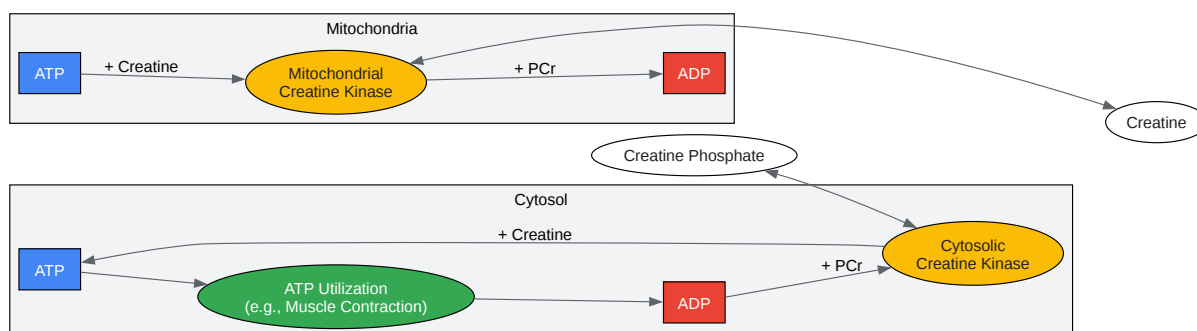 Mitochondria
ATP
+ Creatine
Mitochondrial
Creatine Kinase
+ PCr
ADP
Creatine
Creatine Phosphate
Cytosol
+ Creatine
ATP
Cytosolic
Creatine Kinase
+ PCr
ATP Utilization
(e.g., Muscle Contraction)
ADP